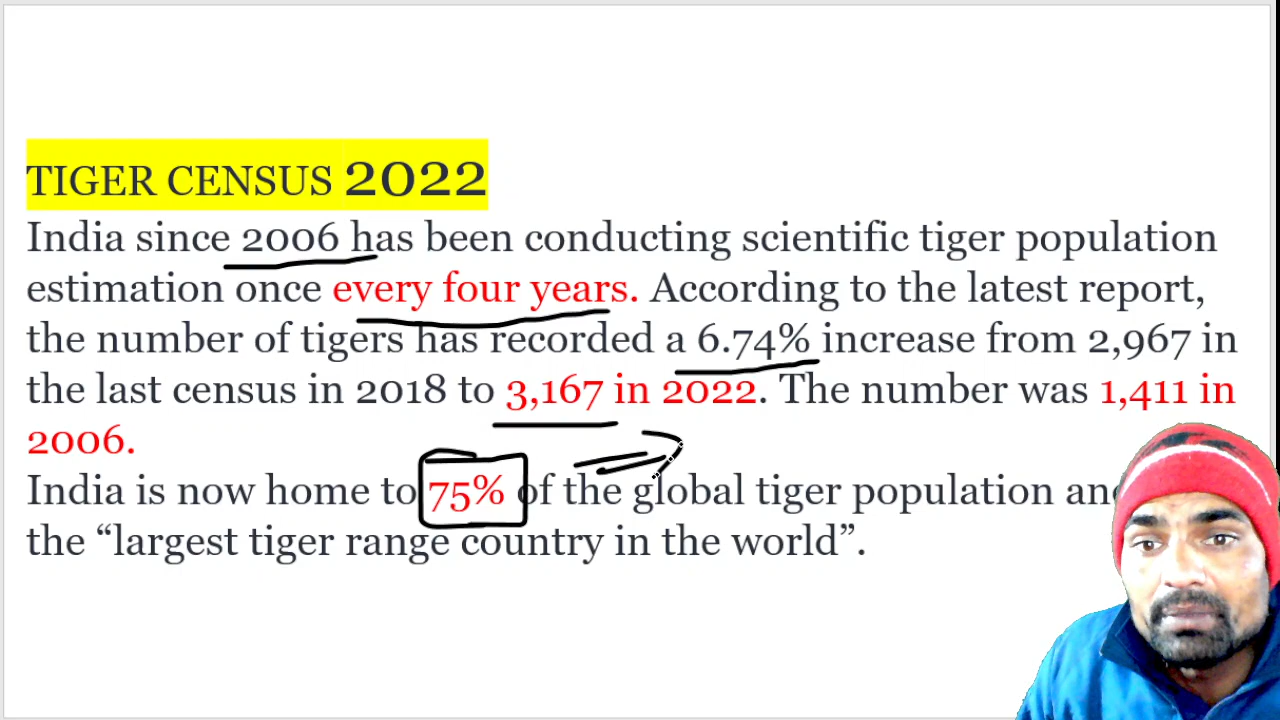 TIGER CENSUS 2022
India since 2006 has been conducting scientific tiger population
estimation once every four years. According to the latest report,
the number of tigers has recorded a 6.74% increase from 2,967 in
the last census in 2018 to 3,167 in 2022. The number was 1,411 in
2006.
India is now home to 75% of the global tiger population
the “largest tiger range country in the world”.